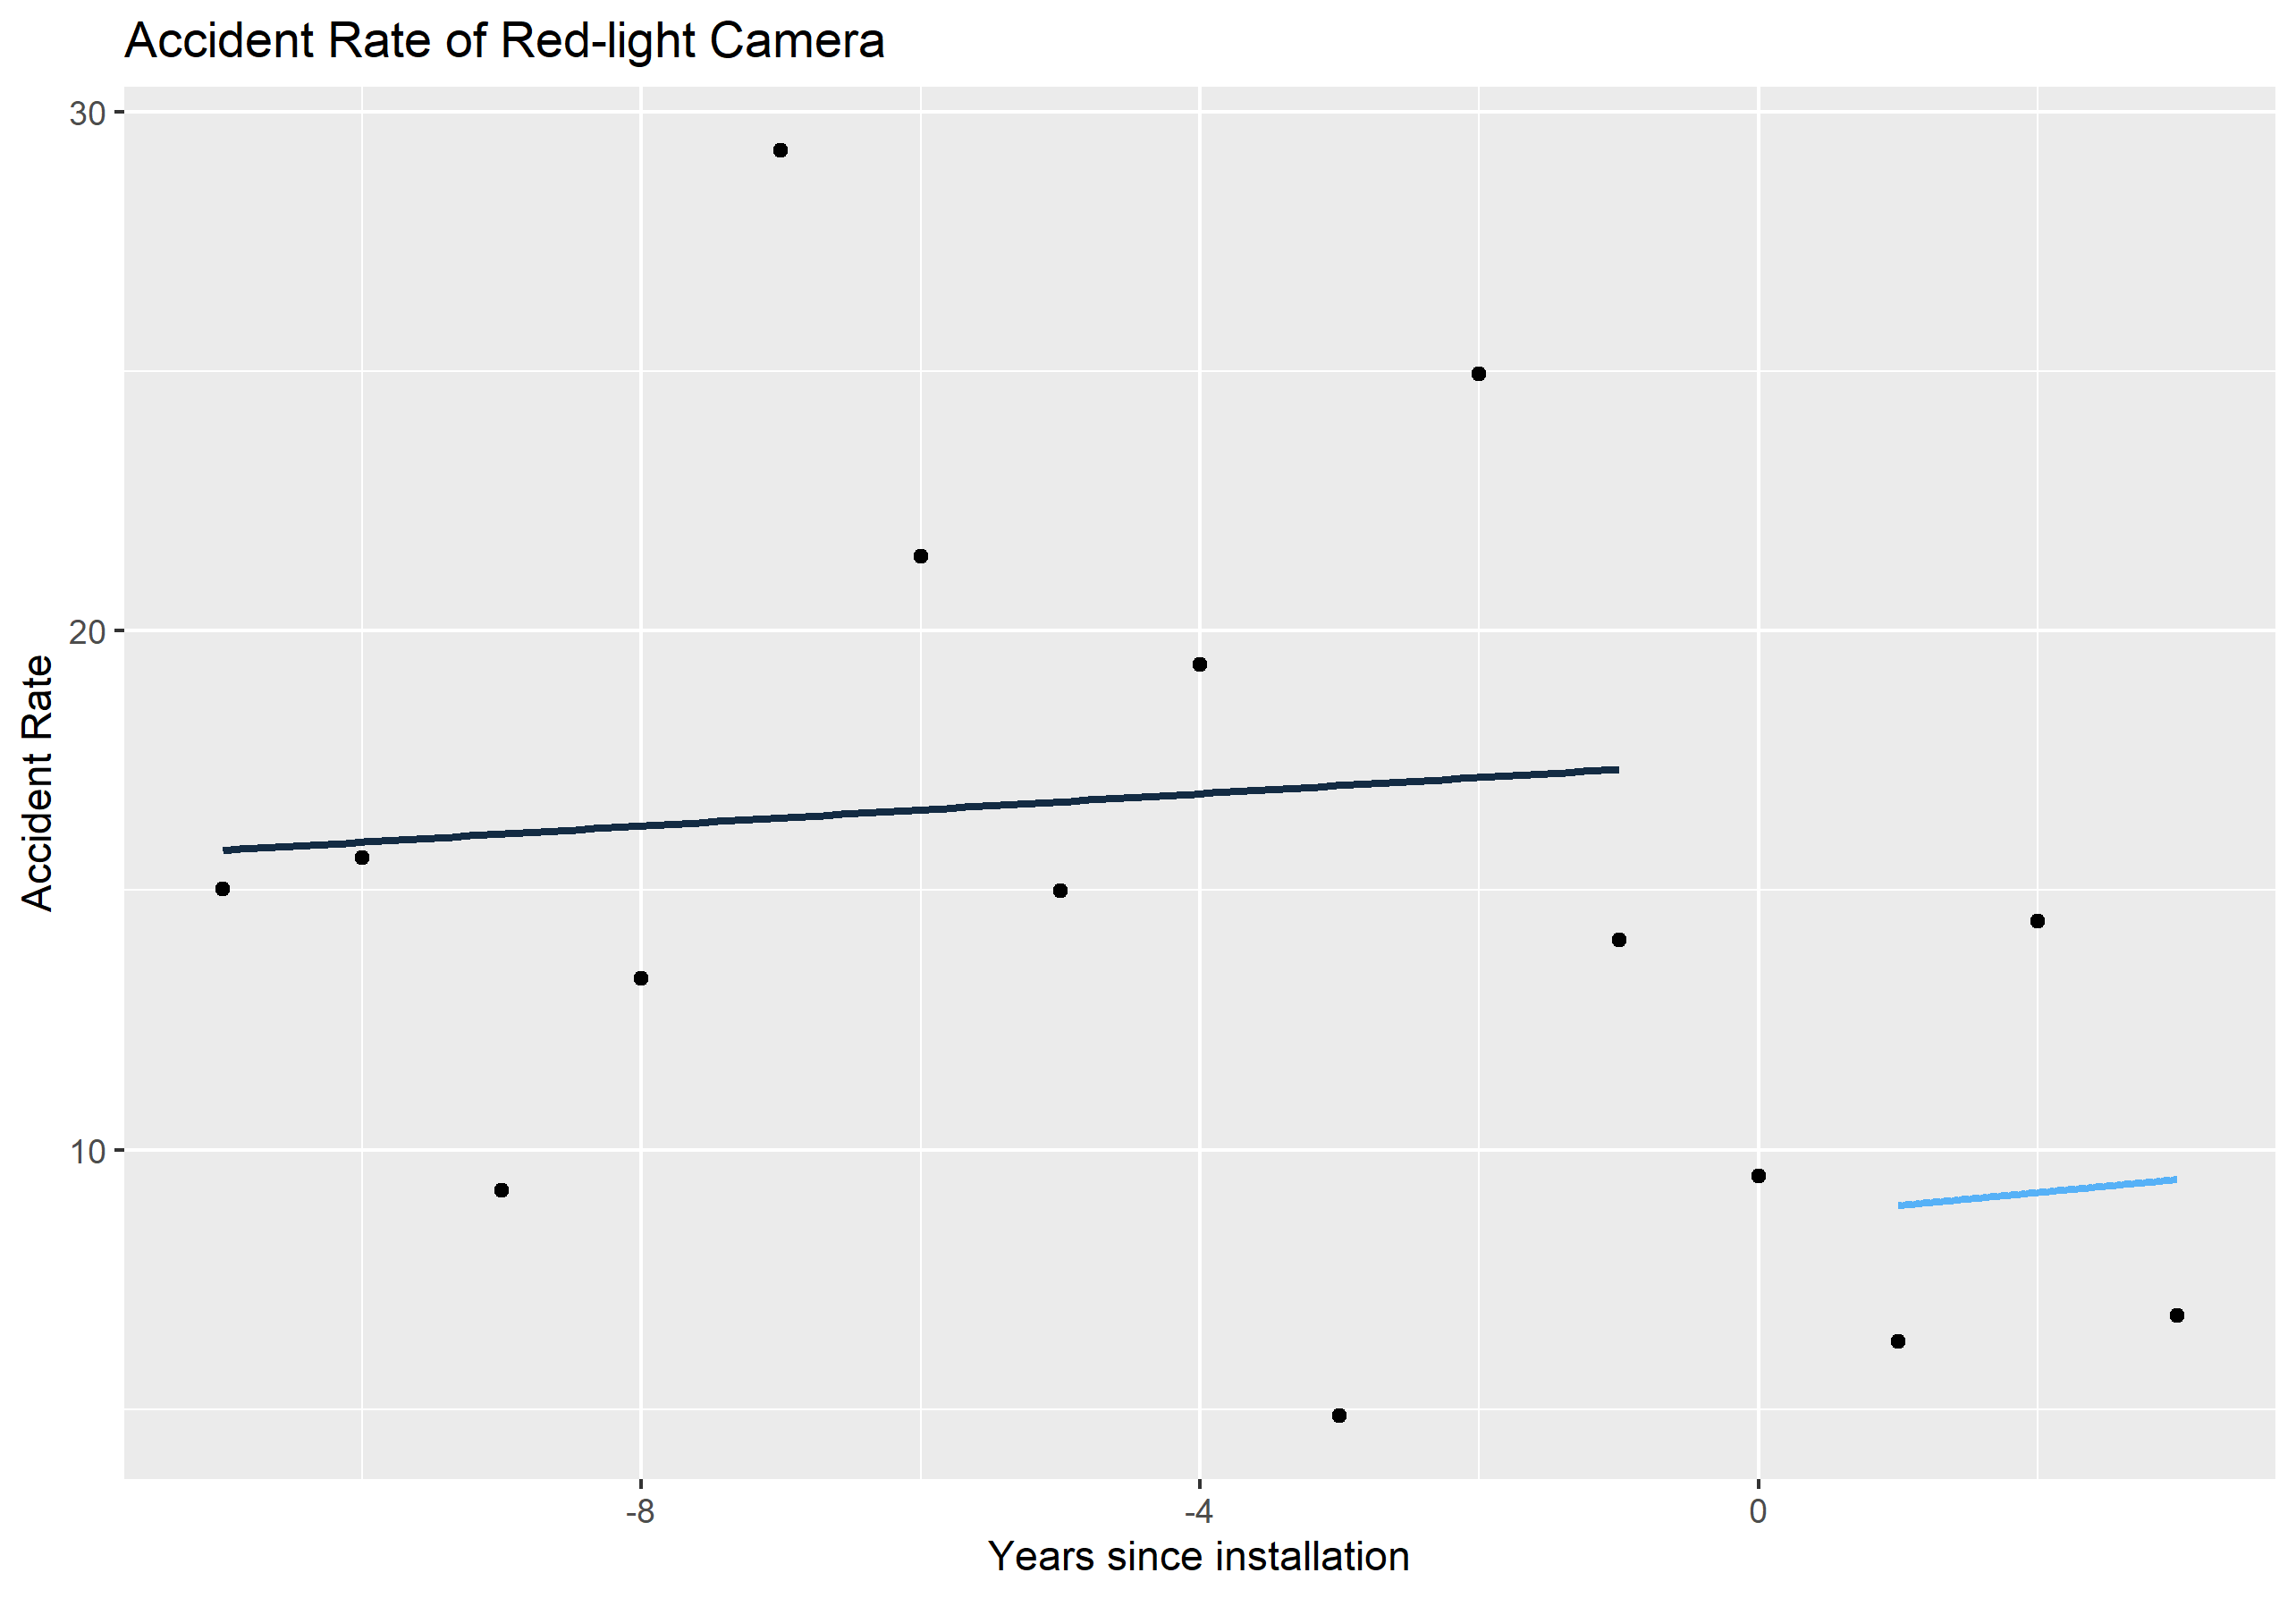 Accident Rate of Red-light Camera
30
20
10
Accident Rate
-8
-4
0
Years since installation